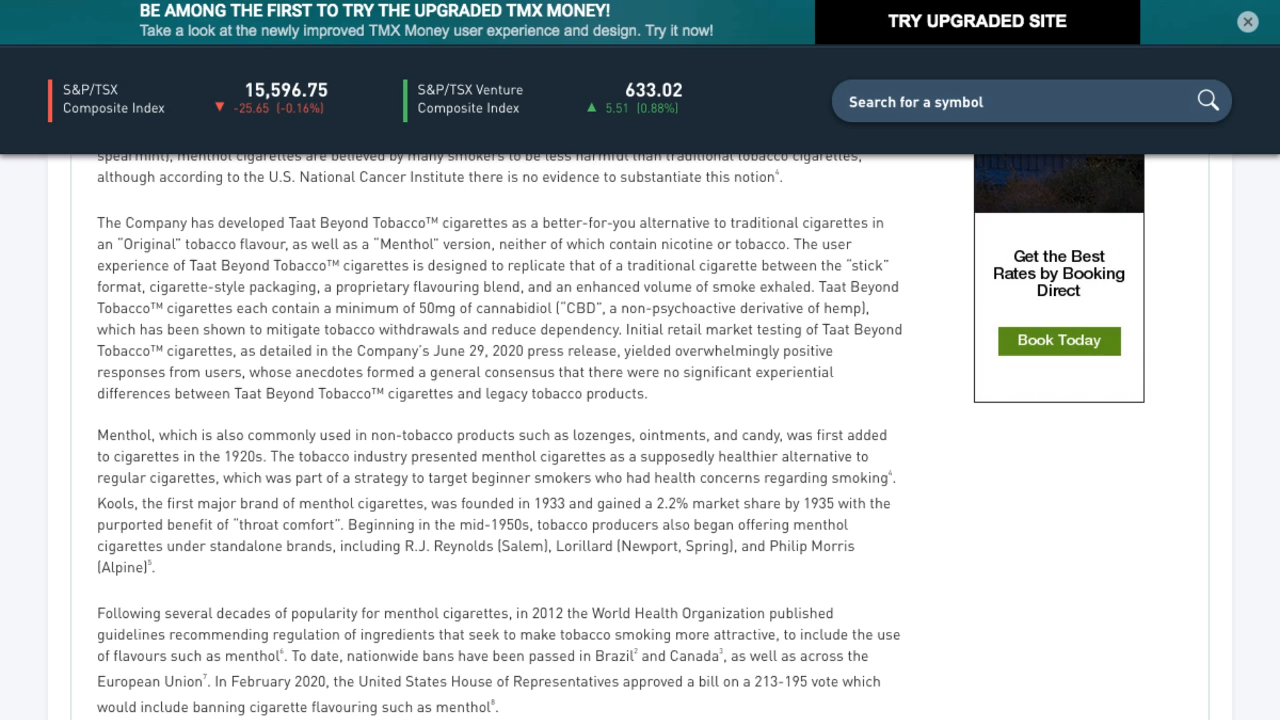 BE AMONG THE FIRST TO TRY THE UPGRADED TMX MONEY!
Take a look at the newly improved TMX Money user experience and design. Try it now!
TRY UPGRADED SITE
S&P/TSX
Composite Index
15,596.75
▼ -25.65 (-0.16%)
S&P/TSX Venture
Composite Index
633.02
▲ 5.51 (0.88%)
Search for a symbol
spearmint), menthol cigarettes are believed by many smokers to be less harmful than traditional tobacco cigarettes,
although according to the U.S. National Cancer Institute there is no evidence to substantiate this notion⁴.
The Company has developed Taat Beyond Tobacco™ cigarettes as a better-for-you alternative to traditional cigarettes in
an “Original” tobacco flavour, as well as a “Menthol” version, neither of which contain nicotine or tobacco. The user
experience of Taat Beyond Tobacco™ cigarettes is designed to replicate that of a traditional cigarette between the “stick”
format, cigarette-style packaging, a proprietary flavouring blend, and an enhanced volume of smoke exhaled. Taat Beyond
Tobacco™ cigarettes each contain a minimum of 50mg of cannabidiol (“CBD”, a non-psychoactive derivative of hemp),
which has been shown to mitigate tobacco withdrawals and reduce dependency. Initial retail market testing of Taat Beyond
Tobacco™ cigarettes, as detailed in the Company’s June 29, 2020 press release, yielded overwhelmingly positive
responses from users, whose anecdotes formed a general consensus that there were no significant experiential
differences between Taat Beyond Tobacco™ cigarettes and legacy tobacco products.
Menthol, which is also commonly used in non-tobacco products such as lozenges, ointments, and candy, was first added
to cigarettes in the 1920s. The tobacco industry presented menthol cigarettes as a supposedly healthier alternative to
regular cigarettes, which was part of a strategy to target beginner smokers who had health concerns regarding smoking⁴.
Kools, the first major brand of menthol cigarettes, was founded in 1933 and gained a 2.2% market share by 1935 with the
purported benefit of “throat comfort”. Beginning in the mid-1950s, tobacco producers also began offering menthol
cigarettes under standalone brands, including R.J. Reynolds (Salem), Lorillard (Newport, Spring), and Philip Morris
(Alpine)⁵.
Following several decades of popularity for menthol cigarettes, in 2012 the World Health Organization published
guidelines recommending regulation of ingredients that seek to make tobacco smoking more attractive, to include the use
of flavours such as menthol⁶. To date, nationwide bans have been passed in Brazil² and Canada³, as well as across the
European Union⁷. In February 2020, the United States House of Representatives approved a bill on a 213-195 vote which
would include banning cigarette flavouring such as menthol⁸.
Get the Best
Rates by Booking
Direct
Book Today